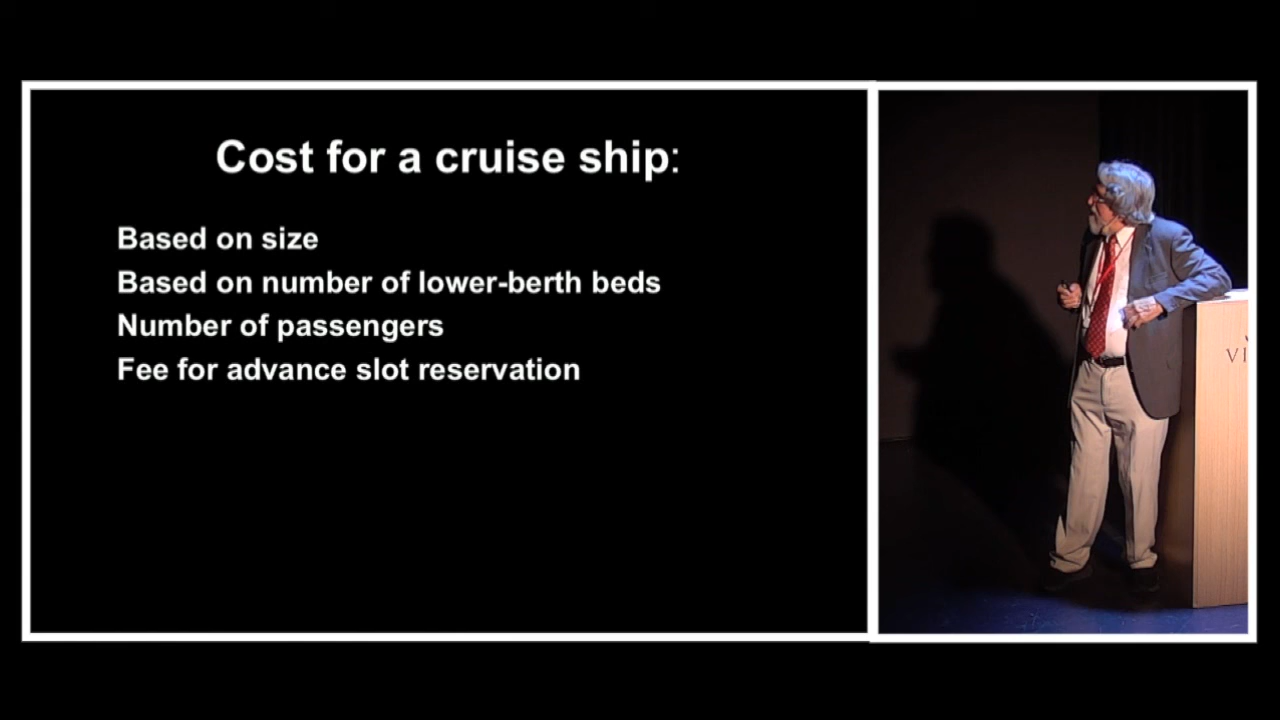 Cost for a cruise ship:
Based on size
Based on number of lower-berth beds
Number of passengers
Fee for advance slot reservation